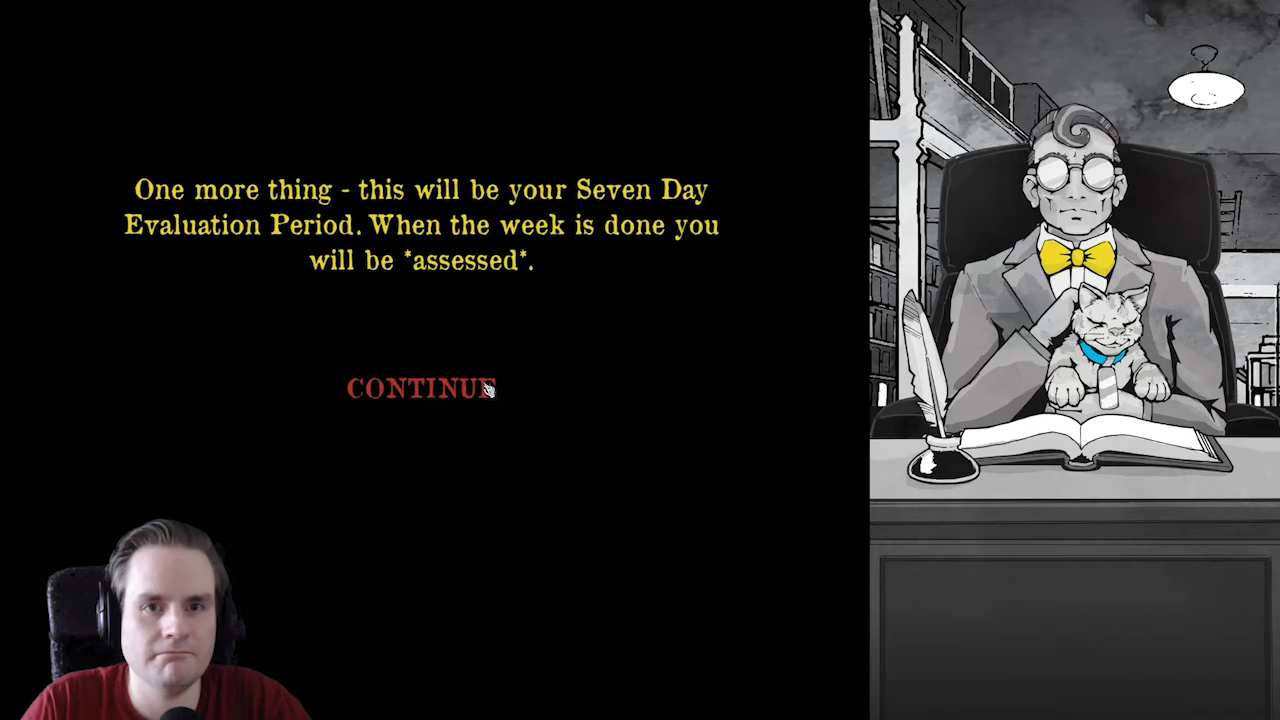 One more thing - this will be your Seven Day
Evaluation Period. When the week is done you
will be *assessed*.
CONTINUE